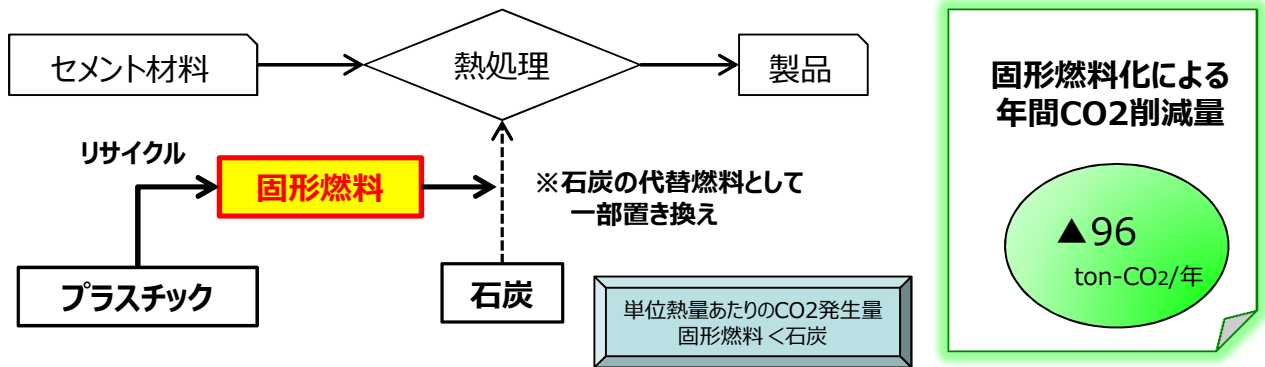 セメント材料
熱処理
製品
リサイクル
固形燃料
※石炭の代替燃料として
一部置き換え
プラスチック
石炭
単位熱量あたりのCO2発生量
固形燃料＜石炭
固形燃料化による
年間CO2削減量
▲96
ton-CO2/年